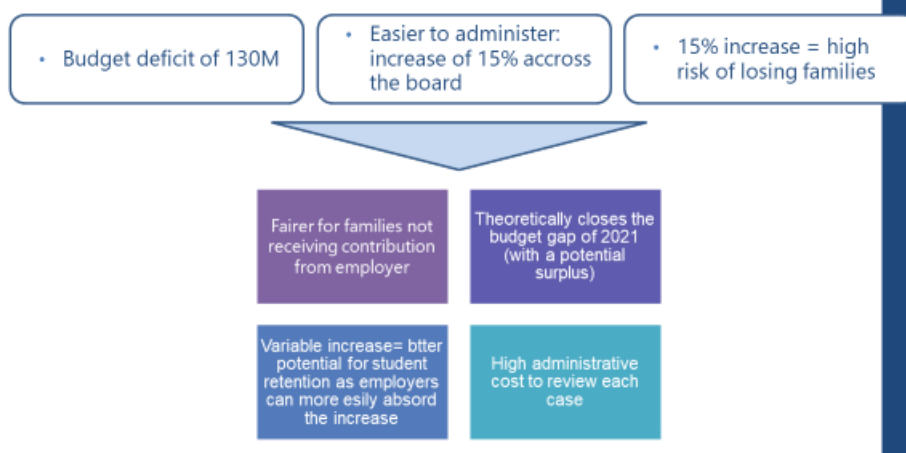 • Budget deficit of 130M
• Easier to administer:
increase of 15% accross
the board
• 15% increase = high
risk of losing families
Fairer for families not
receiving contribution
from employer
Theoretically closes the
budget gap of 2021
(with a potential
surplus)
Variable increase= btter
potential for student
retention as employers
can more esily absord
the increase
High administrative
cost to review each
case